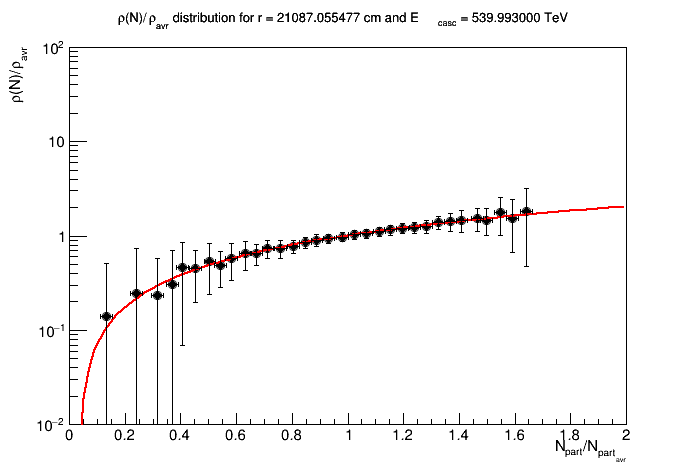 ρ(N)/ρavr distribution for r = 21087.055477 cm and E casc = 539.993000 TeV
ρ(N)/ρavr
10²
10
1
10⁻¹
10⁻²
0 0.2 0.4 0.6 0.8 1 1.2 1.4 1.6 1.8 2
Npart/Npartavr